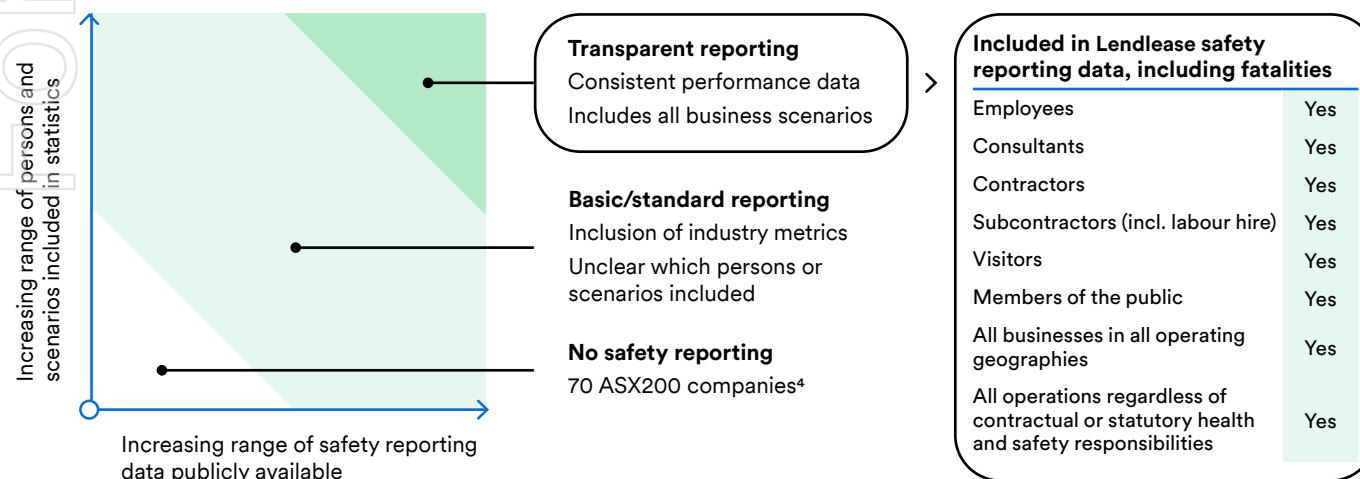 Increasing range of persons and
scenarios included in statistics
Increasing range of safety reporting
data publicly available
Transparent reporting
Consistent performance data
Includes all business scenarios
Basic/standard reporting
Inclusion of industry metrics
Unclear which persons or
scenarios included
No safety reporting
70 ASX200 companies⁴
Included in Lendlease safety
reporting data, including fatalities
Employees Yes
Consultants Yes
Contractors Yes
Subcontractors (incl. labour hire) Yes
Visitors Yes
Members of the public Yes
All businesses in all operating
geographies Yes
All operations regardless of
contractual or statutory health
and safety responsibilities Yes